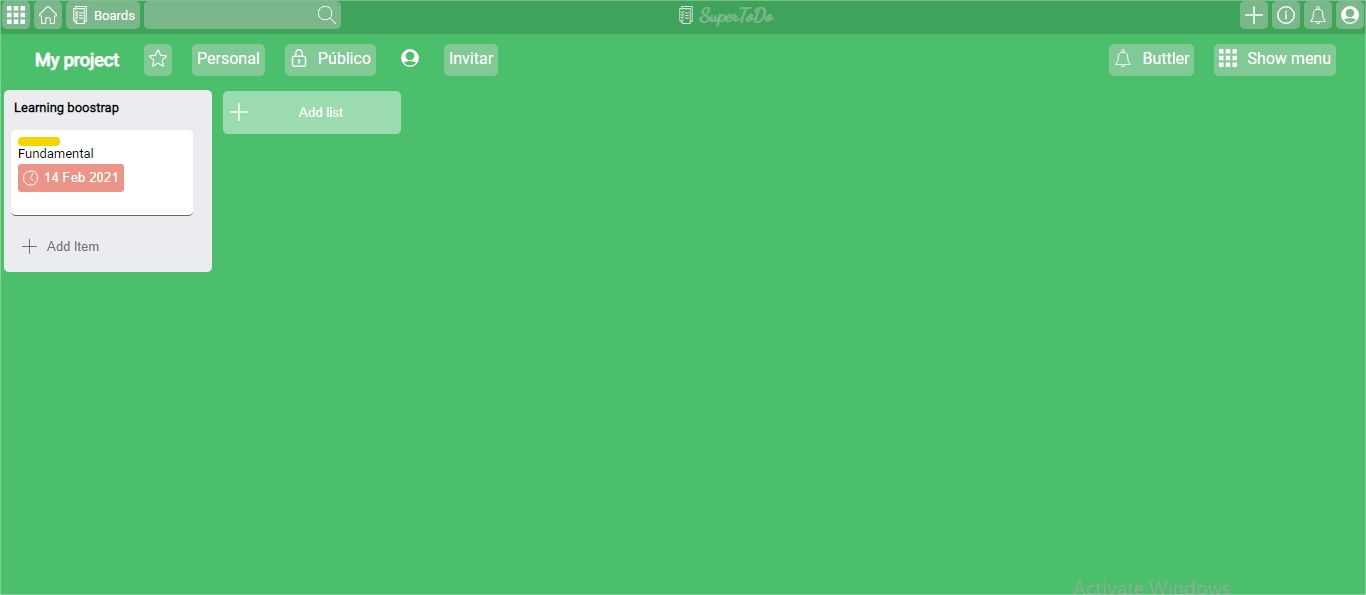 Boards
SuperToDo
My project
Personal
Público
Invitar
Buttler
Show menu
Learning boostrap
Add list
Fundamental
14 Feb 2021
Add Item
Activate Windows